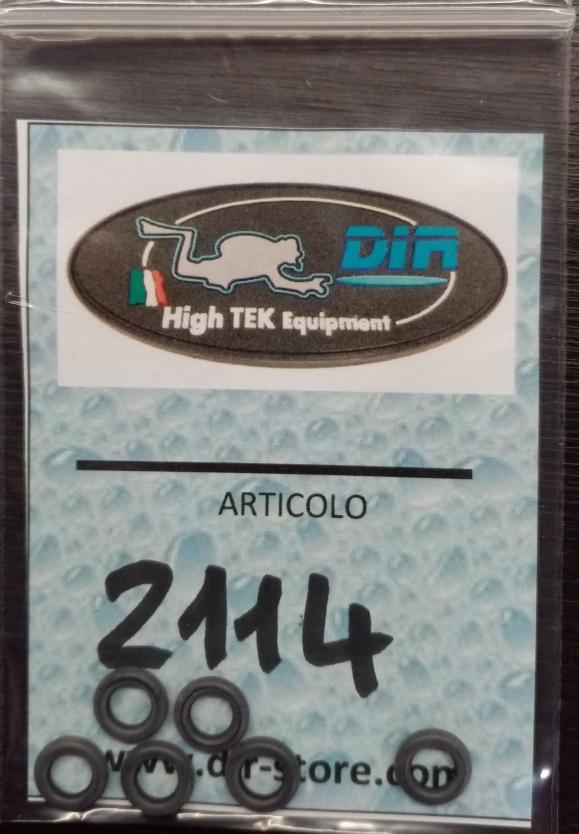 DiR
High TEK Equipment
ARTICOLO
2114
www.dir-store.com